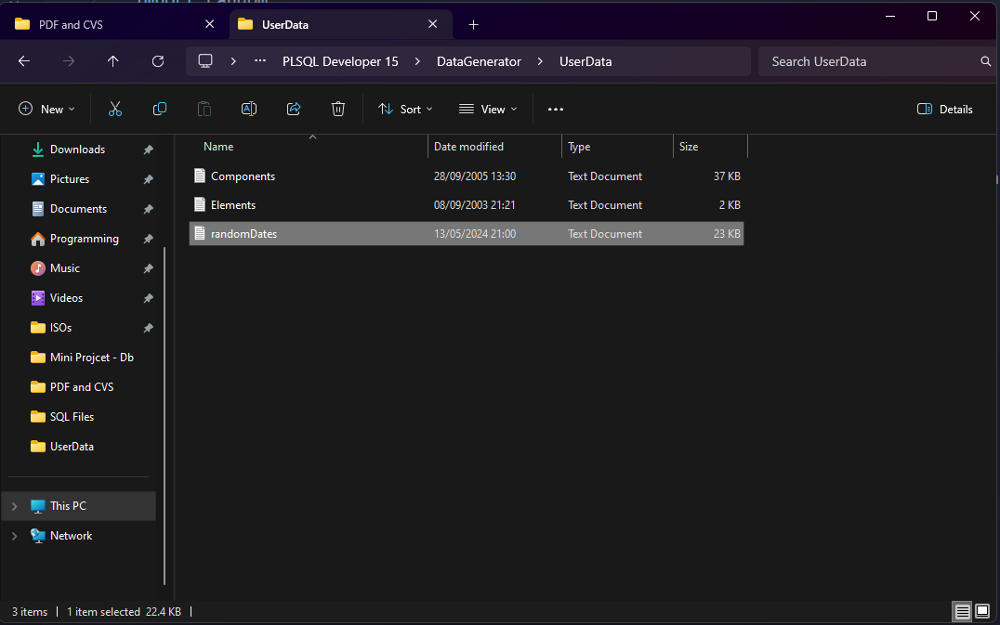 PDF and CVS
UserData
PLSQL Developer 15
DataGenerator
UserData
Search UserData
New
Sort
View
Details
Downloads
Pictures
Documents
Programming
Music
Videos
ISOs
Mini Projcet - Db
PDF and CVS
SQL Files
UserData
This PC
Network
Name Date modified Type Size
Components 28/09/2005 13:30 Text Document 37 KB
Elements 08/09/2003 21:21 Text Document 2 KB
randomDates 13/05/2024 21:00 Text Document 23 KB
3 items 1 item selected 22.4 KB